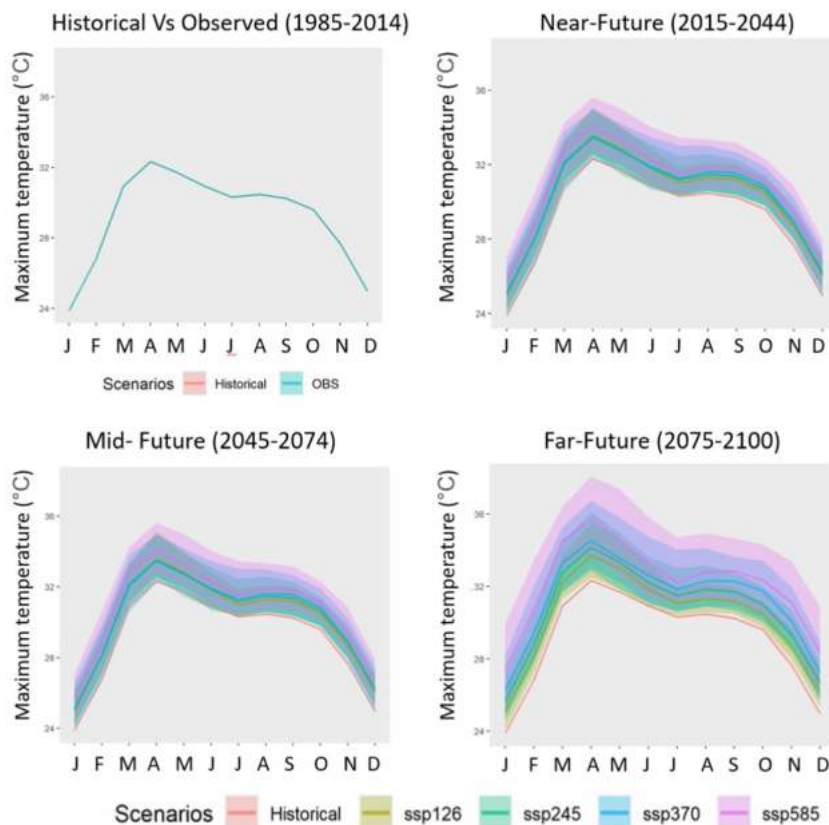 Historical Vs Observed (1985-2014)
Maximum temperature (°C)
36
32
28
24
J F M A M J J A S O N D
Scenarios Historical OBS
Near-Future (2015-2044)
Maximum temperature (°C)
36
32
28
24
J F M A M J J A S O N D
Mid- Future (2045-2074)
Maximum temperature (°C)
36
32
28
24
J F M A M J J A S O N D
Far-Future (2075-2100)
Maximum temperature (°C)
36
32
28
24
J F M A M J J A S O N D
Scenarios Historical ssp126 ssp245 ssp370 ssp585